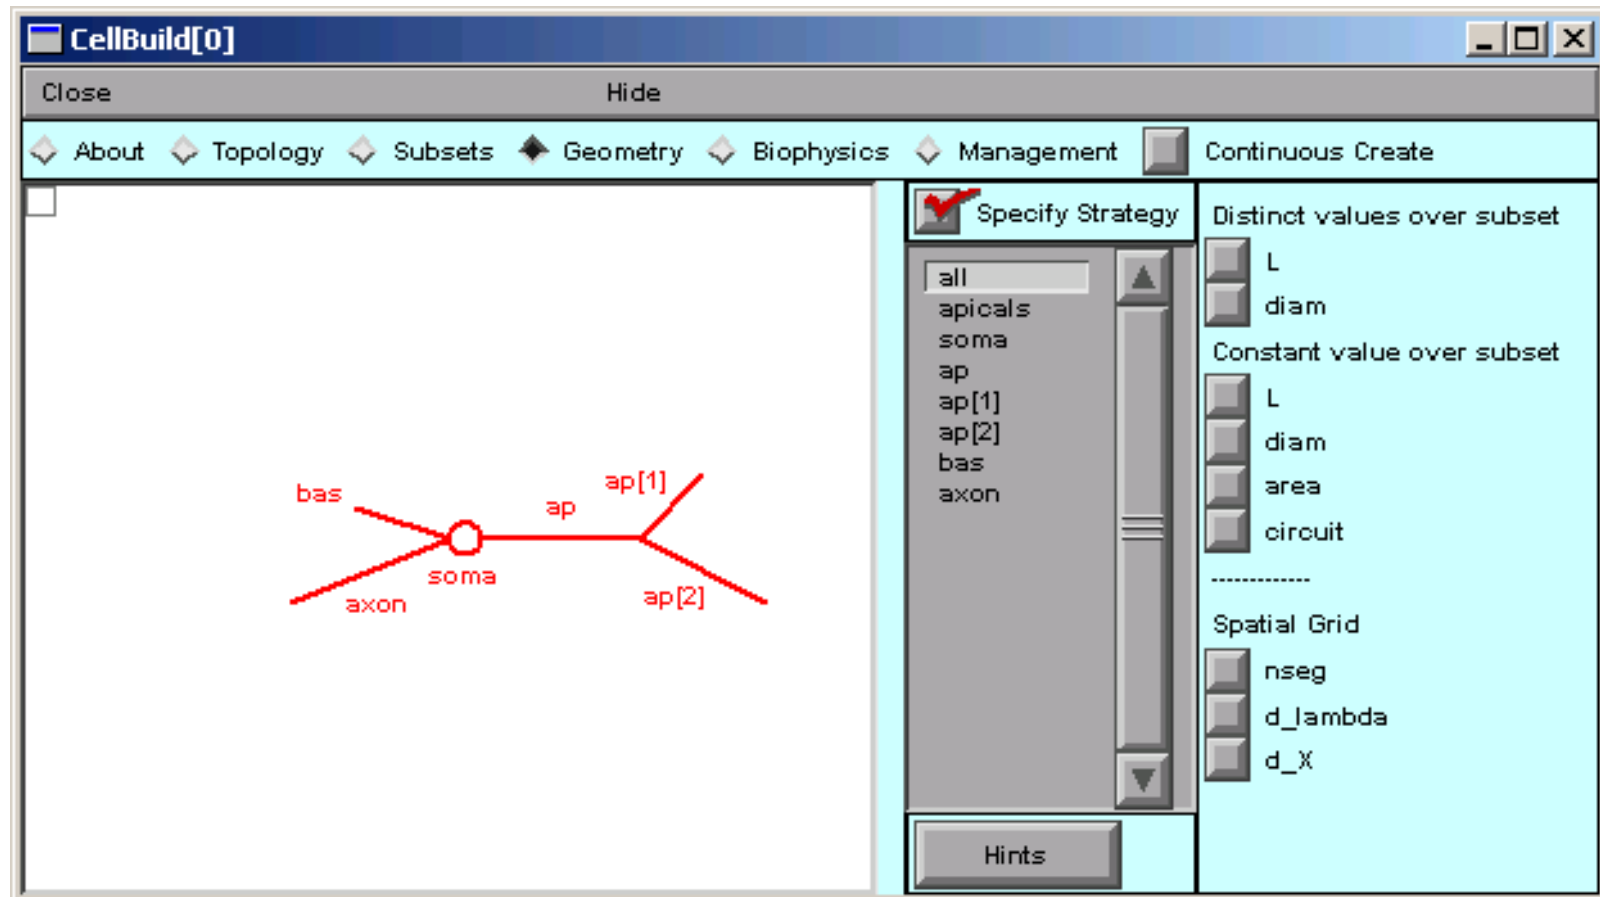 CellBuild[0]
Close Hide
About Topology Subsets Geometry Biophysics Management Continuous Create
Specify Strategy
all
apicals
soma
ap
ap[1]
ap[2]
bas
axon
Hints
Distinct values over subset
L
diam
Constant value over subset
L
diam
area
circuit
-------------
Spatial Grid
nseg
d_lambda
d_X
bas
ap
ap[1]
soma
axon
ap[2]